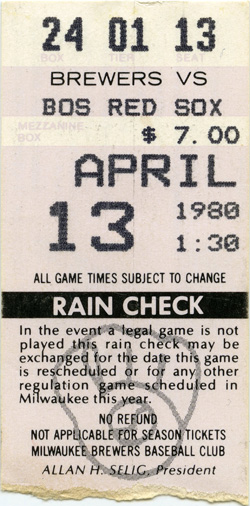 24 01 13
BOX TIER SEAT
BREWERS VS
BOS RED SOX
MEZZANINE-
BOX
$ 7.00
APRIL
13 1980
1:30
ALL GAME TIMES SUBJECT TO CHANGE
RAIN CHECK
In the event a legal game is not
played this rain check may be
exchanged for the date this game
is rescheduled or for any other
regulation game scheduled in
Milwaukee this year.
NO REFUND
NOT APPLICABLE FOR SEASON TICKETS
MILWAUKEE BREWERS BASEBALL CLUB
ALLAN H. SELIG, President